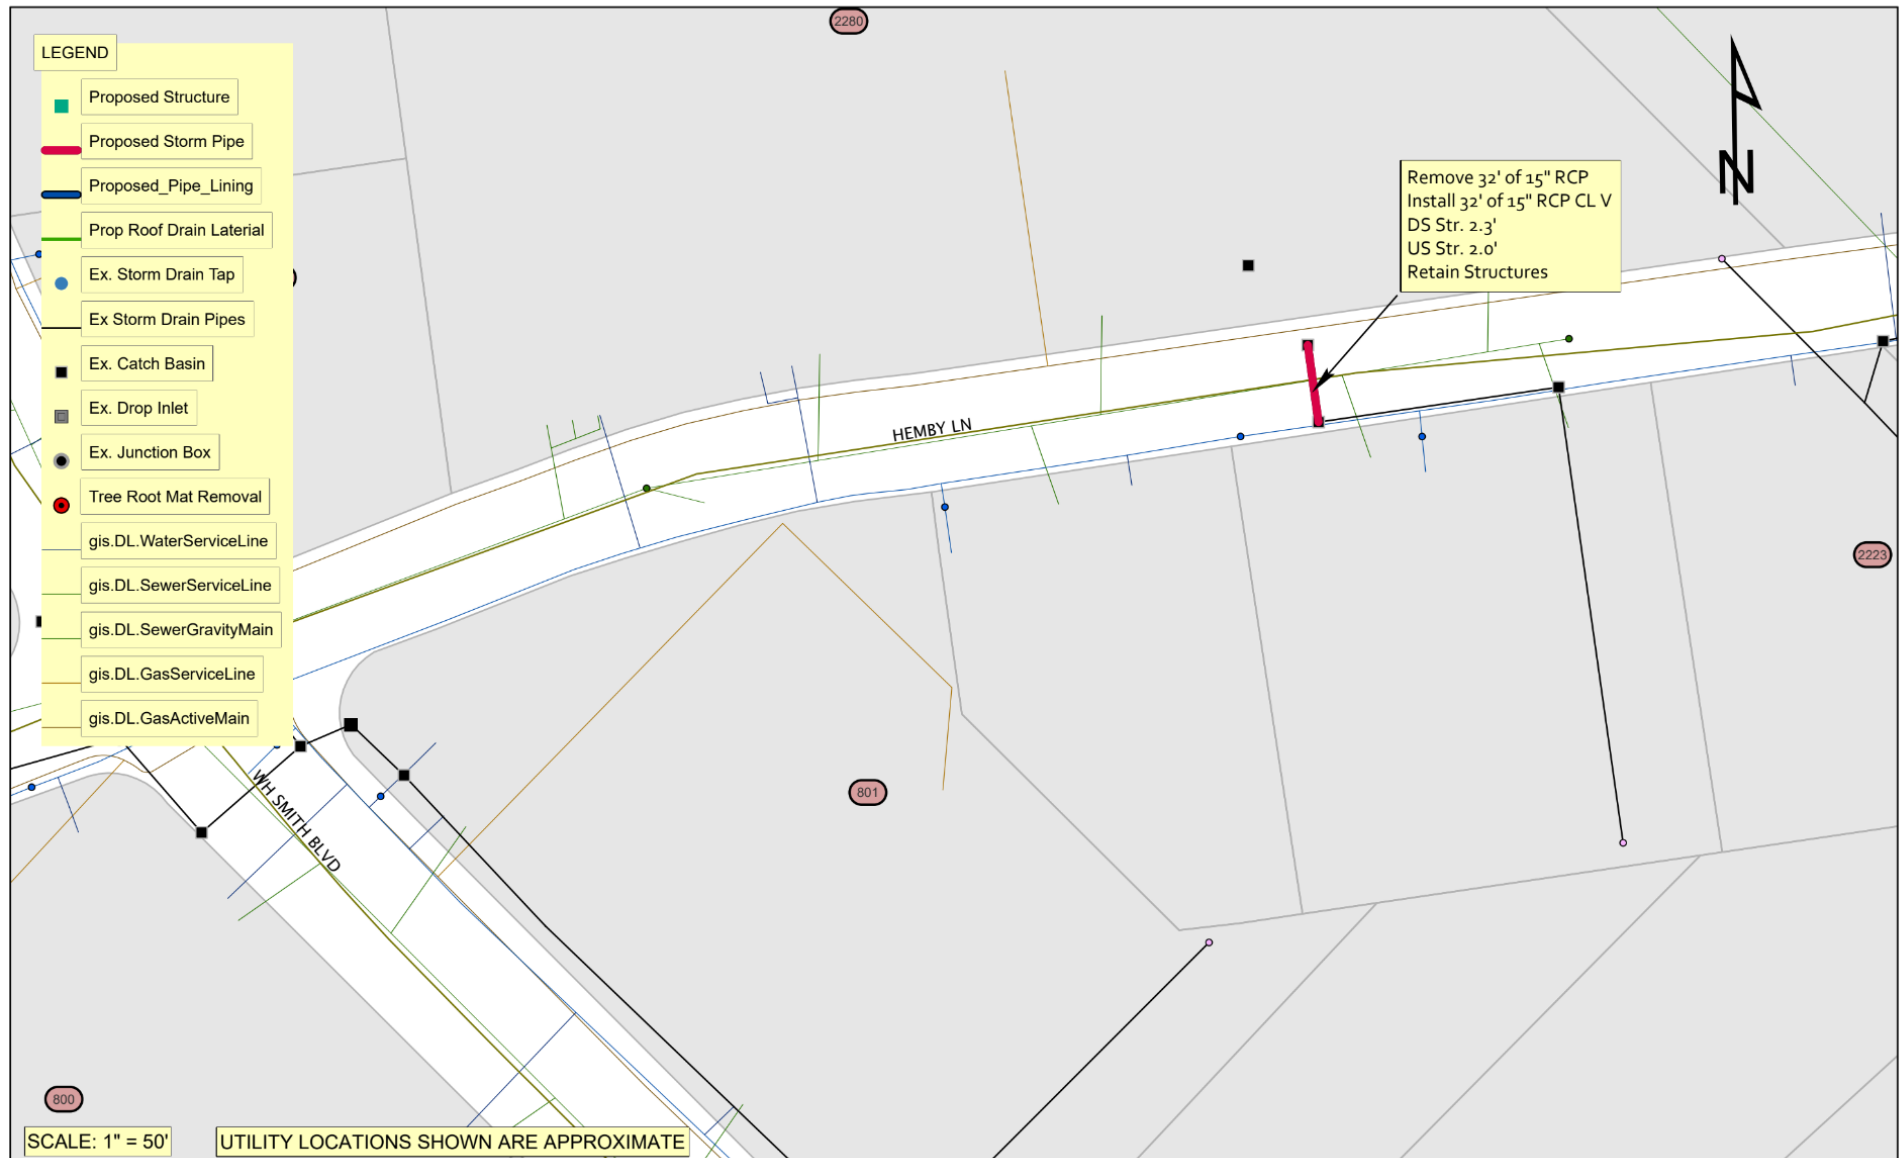 2280
LEGEND
Proposed Structure
Proposed Storm Pipe
Proposed_Pipe_Lining
Prop Roof Drain Laterial
Ex. Storm Drain Tap
Ex Storm Drain Pipes
Ex. Catch Basin
Ex. Drop Inlet
Ex. Junction Box
Tree Root Mat Removal
gis.DL.WaterServiceLine
gis.DL.SewerServiceLine
gis.DL.SewerGravityMain
gis.DL.GasServiceLine
gis.DL.GasActiveMain
N
Remove 32' of 15" RCP
Install 32' of 15" RCP CL V
DS Str. 2.3'
US Str. 2.0'
Retain Structures
HEMBY LN
2223
801
WH SMITH BLVD
800
SCALE: 1" = 50'
UTILITY LOCATIONS SHOWN ARE APPROXIMATE